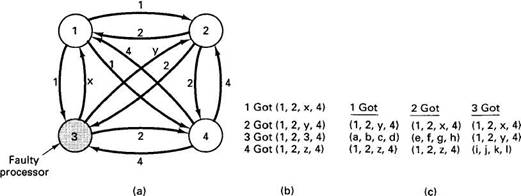 1
1
2
2
4
y
1
2
1
x
2
4
3
2
4
4
Faulty
processor
(a)
1 Got (1, 2, x, 4)
2 Got (1, 2, y, 4)
3 Got (1, 2, 3, 4)
4 Got (1, 2, z, 4)
(b)
1 Got 2 Got 3 Got
(1, 2, y, 4) (1, 2, x, 4) (1, 2, x, 4)
(a, b, c, d) (e, f, g, h) (1, 2, y, 4)
(1, 2, z, 4) (1, 2, z, 4) (i, j, k, l)
(c)